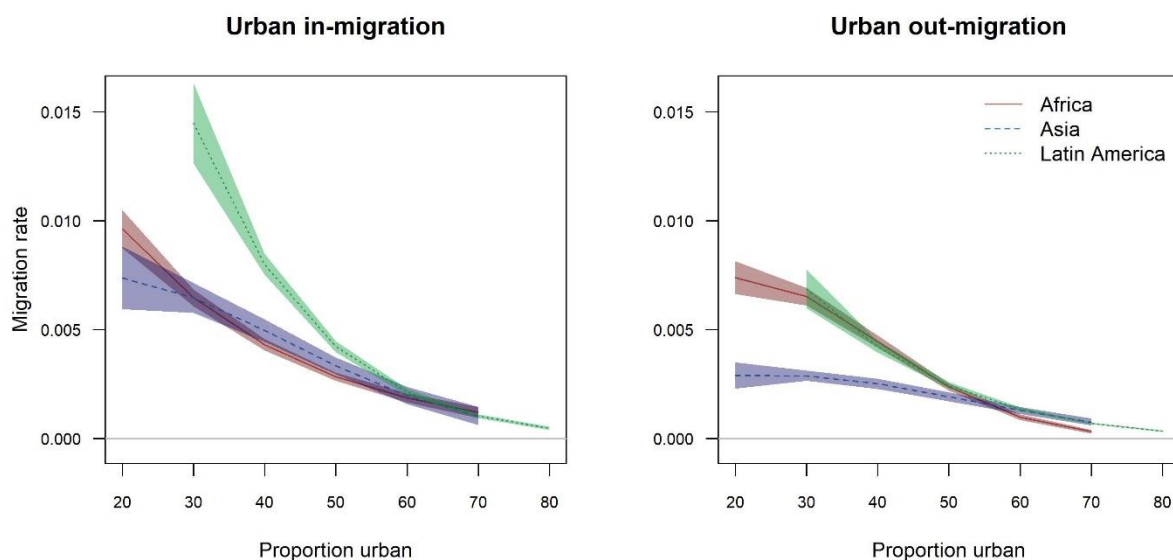 Urban in-migration
Urban out-migration
Migration rate
0.015
0.010
0.005
0.000
20 30 40 50 60 70 80
Proportion urban
Africa
Asia
Latin America
0.015
0.010
0.005
0.000
20 30 40 50 60 70 80
Proportion urban